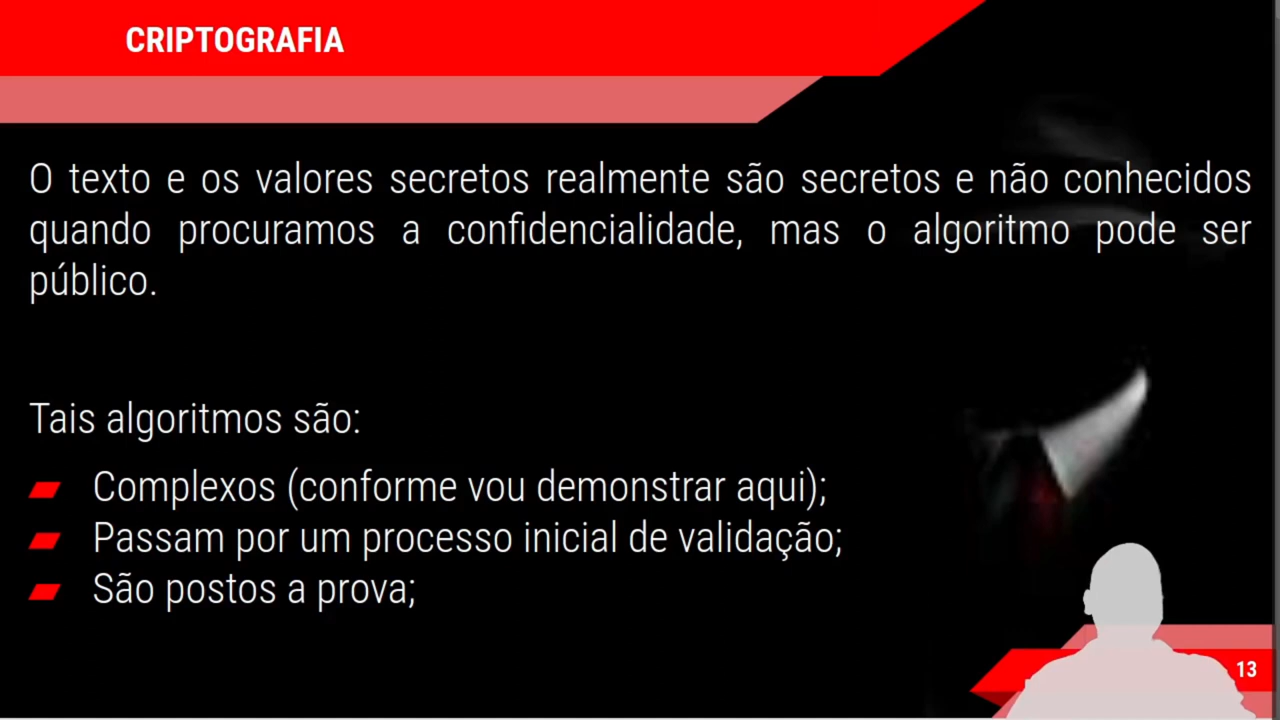 CRIPTOGRAFIA
O texto e os valores secretos realmente são secretos e não conhecidos
quando procuramos a confidencialidade, mas o algoritmo pode ser
público.
Tais algoritmos são:
Complexos (conforme vou demonstrar aqui);
Passam por um processo inicial de validação;
São postos a prova;
13